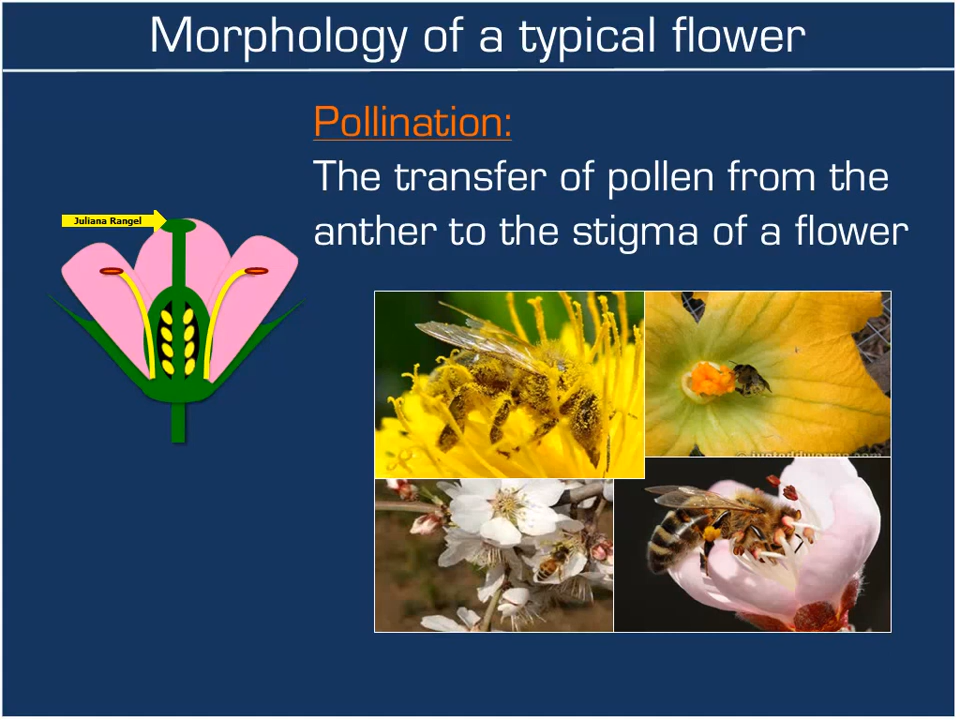 Morphology of a typical flower
Pollination:
The transfer of pollen from the
anther to the stigma of a flower
Juliana Rangel